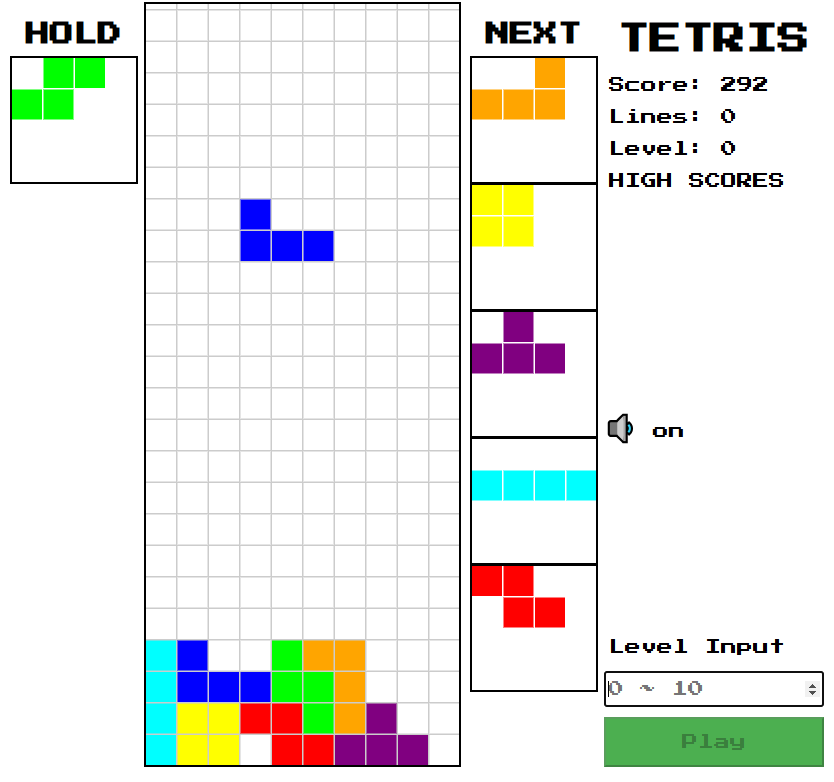 HOLD
NEXT
TETRIS
Score: 292
Lines: 0
Level: 0
HIGH SCORES
on
Level Input
0 ~ 10
Play